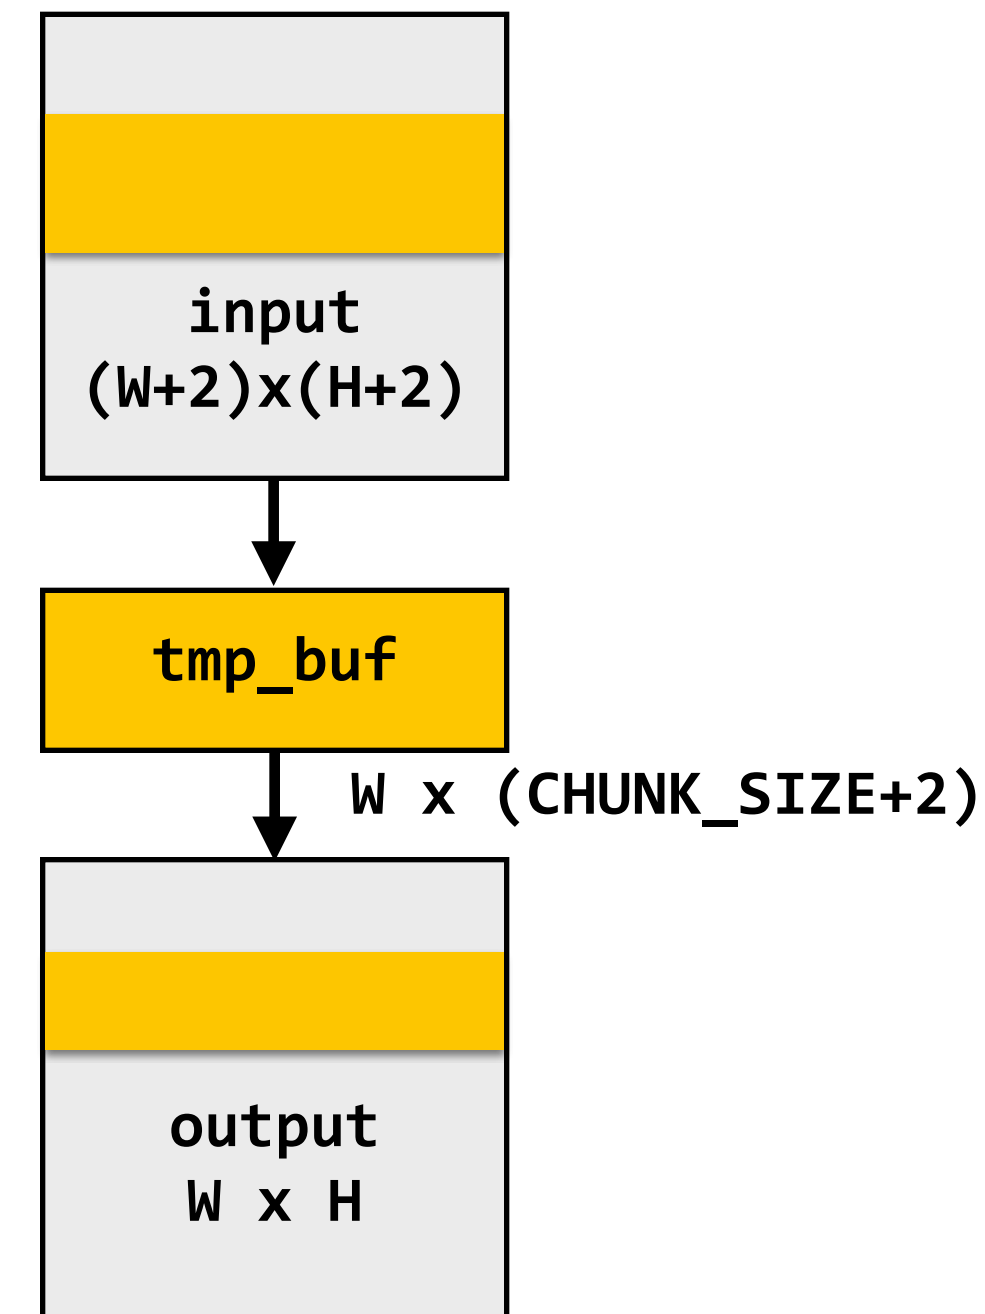 input
(W+2)x(H+2)
tmp_buf
W x (CHUNK_SIZE+2)
output
W x H